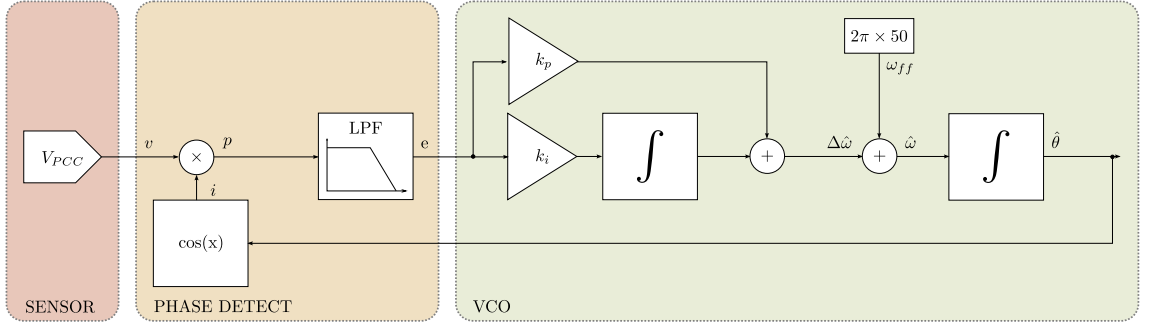 2π × 50
k_p
ω_ff
LPF
V_PCC
v
×
p
e
k_i
∫
+
Δω̂
+
ω̂
∫
θ̂
i
cos(x)
SENSOR
PHASE DETECT
VCO